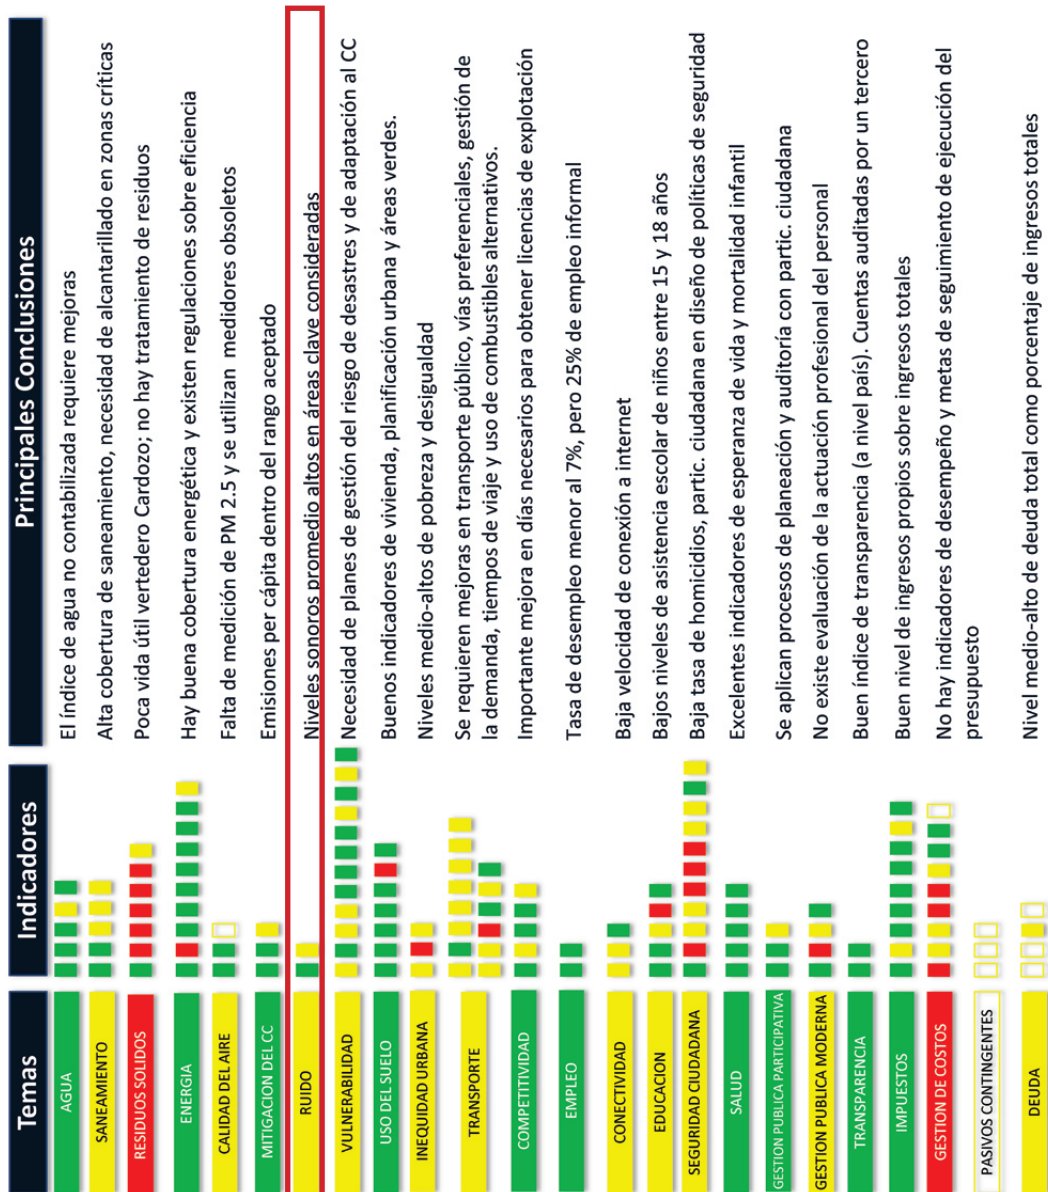 Temas
Indicadores
Principales Conclusiones
AGUA
El índice de agua no contabilizada requiere mejoras
SANEAMIENTO
Alta cobertura de saneamiento, necesidad de alcantarillado en zonas críticas
RESIDUOS SOLIDOS
Poca vida útil vertedero Cardozo; no hay tratamiento de residuos
ENERGIA
Hay buena cobertura energética y existen regulaciones sobre eficiencia
CALIDAD DEL AIRE
Falta de medición de PM 2.5 y se utilizan medidores obsoletos
MITIGACION DEL CC
Emisiones per cápita dentro del rango aceptado
RUIDO
Niveles sonoros promedio altos en áreas clave consideradas
VULNERABILIDAD
Necesidad de planes de gestión del riesgo de desastres y de adaptación al CC
USO DEL SUELO
Buenos indicadores de vivienda, planificación urbana y áreas verdes.
INEQUIDAD URBANA
Niveles medio-altos de pobreza y desigualdad
TRANSPORTE
Se requieren mejoras en transporte público, vías preferenciales, gestión de
la demanda, tiempos de viaje y uso de combustibles alternativos.
COMPETITIVIDAD
Importante mejora en días necesarios para obtener licencias de explotación
EMPLEO
Tasa de desempleo menor al 7%, pero 25% de empleo informal
CONECTIVIDAD
Baja velocidad de conexión a internet
EDUCACION
Bajos niveles de asistencia escolar de niños entre 15 y 18 años
SEGURIDAD CIUDADANA
Baja tasa de homicidios, partic. ciudadana en diseño de políticas de seguridad
SALUD
Excelentes indicadores de esperanza de vida y mortalidad infantil
GESTION PUBLICA PARTICIPATIVA
Se aplican procesos de planeación y auditoría con partic. ciudadana
GESTION PUBLICA MODERNA
No existe evaluación de la actuación profesional del personal
TRANSPARENCIA
Buen índice de transparencia (a nivel país). Cuentas auditadas por un tercero
IMPUESTOS
Buen nivel de ingresos propios sobre ingresos totales
GESTION DE COSTOS
No hay indicadores de desempeño y metas de seguimiento de ejecución del
presupuesto
PASIVOS CONTINGENTES
DEUDA
Nivel medio-alto de deuda total como porcentaje de ingresos totales